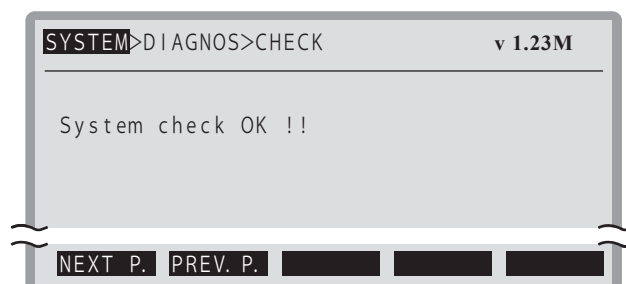 SYSTEM>DIAGNOS>CHECK v 1.23M
System check OK !!
NEXT P. PREV. P.